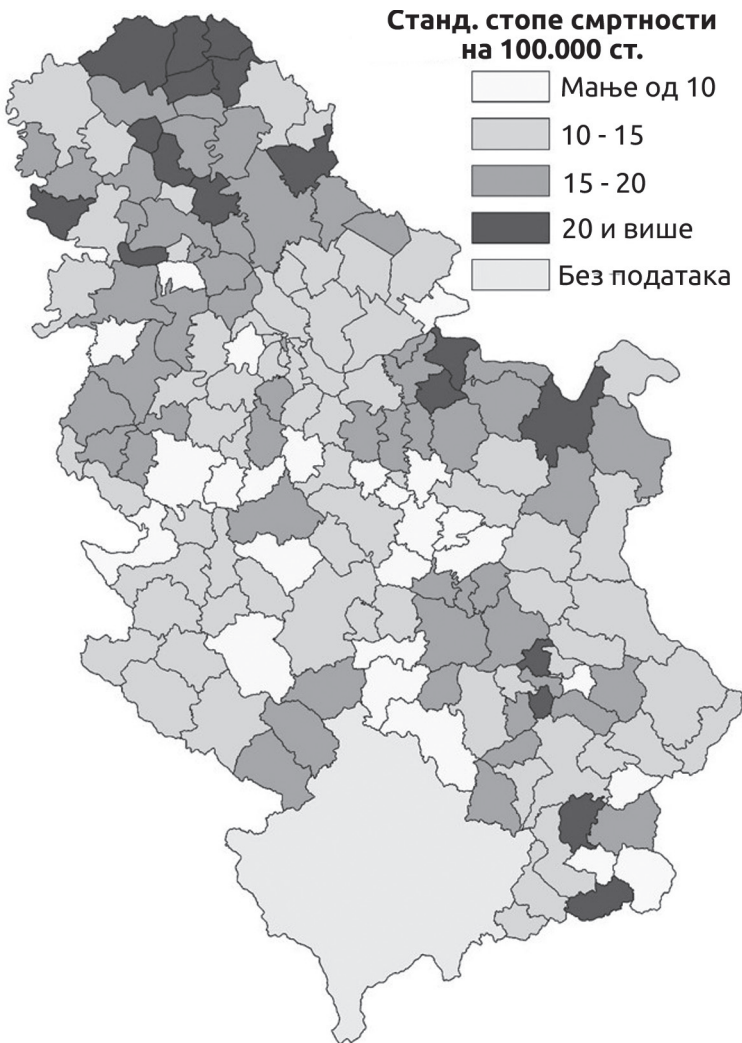 Станд. стопе смртности
на 100.000 ст.
Мање од 10
10 - 15
15 - 20
20 и више
Без података